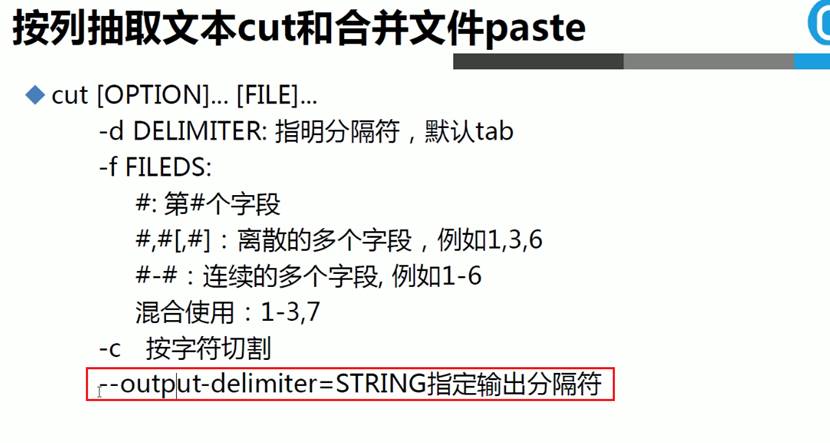 按列抽取文本cut和合并文件paste
cut [OPTION]... [FILE]...
-d DELIMITER: 指明分隔符，默认tab
-f FILEDS:
#: 第#个字段
#,#[,#]：离散的多个字段，例如1,3,6
#-#：连续的多个字段, 例如1-6
混合使用：1-3,7
-c 按字符切割
--output-delimiter=STRING指定输出分隔符